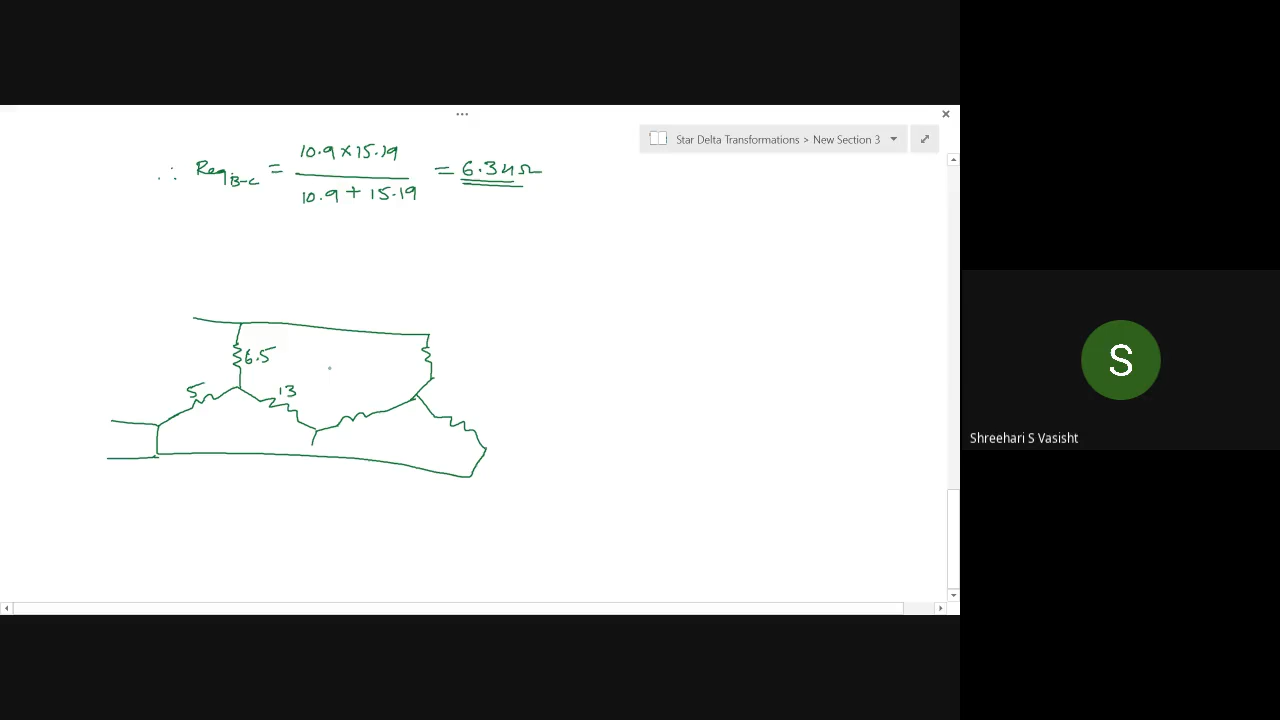 Star Delta Transformations > New Section 3
∴ Req B-C = 10.9 × 15.19 / 10.9 + 15.19 = 6.34 Ω
6.5
5 13
S
Shreehari S Vasisht